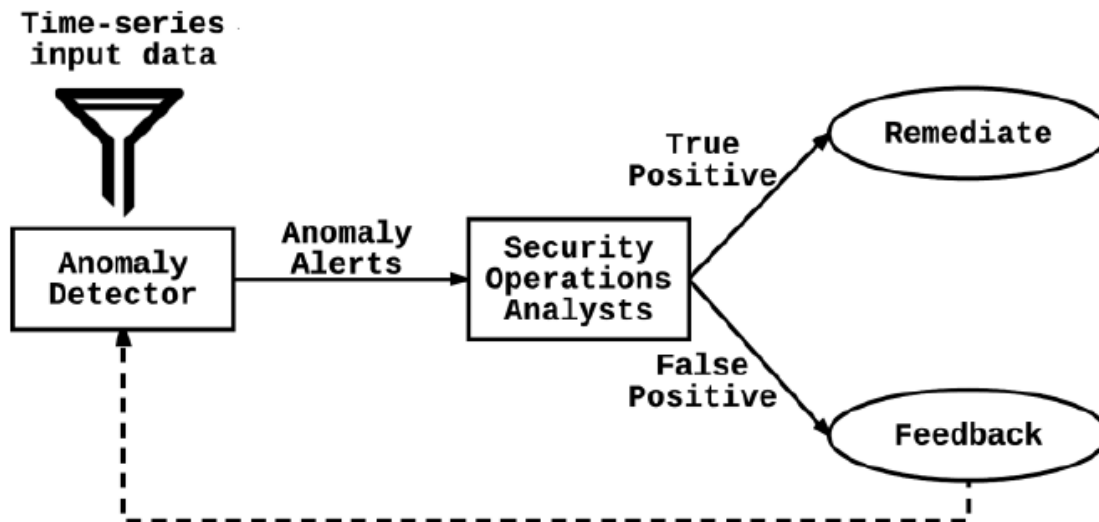 Time-series
input data
Anomaly
Detector
Anomaly
Alerts
Security
Operations
Analysts
True
Positive
Remediate
False
Positive
Feedback